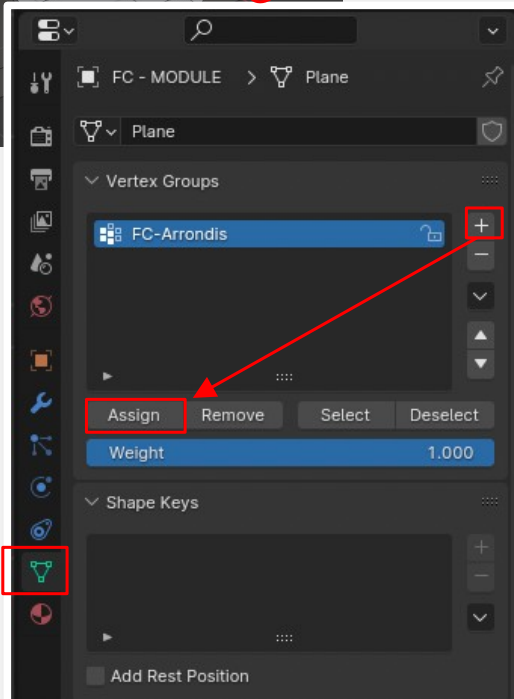 FC - MODULE > Plane
Plane
Vertex Groups
FC-Arrondis
Assign Remove Select Deselect
Weight 1.000
Shape Keys
Add Rest Position